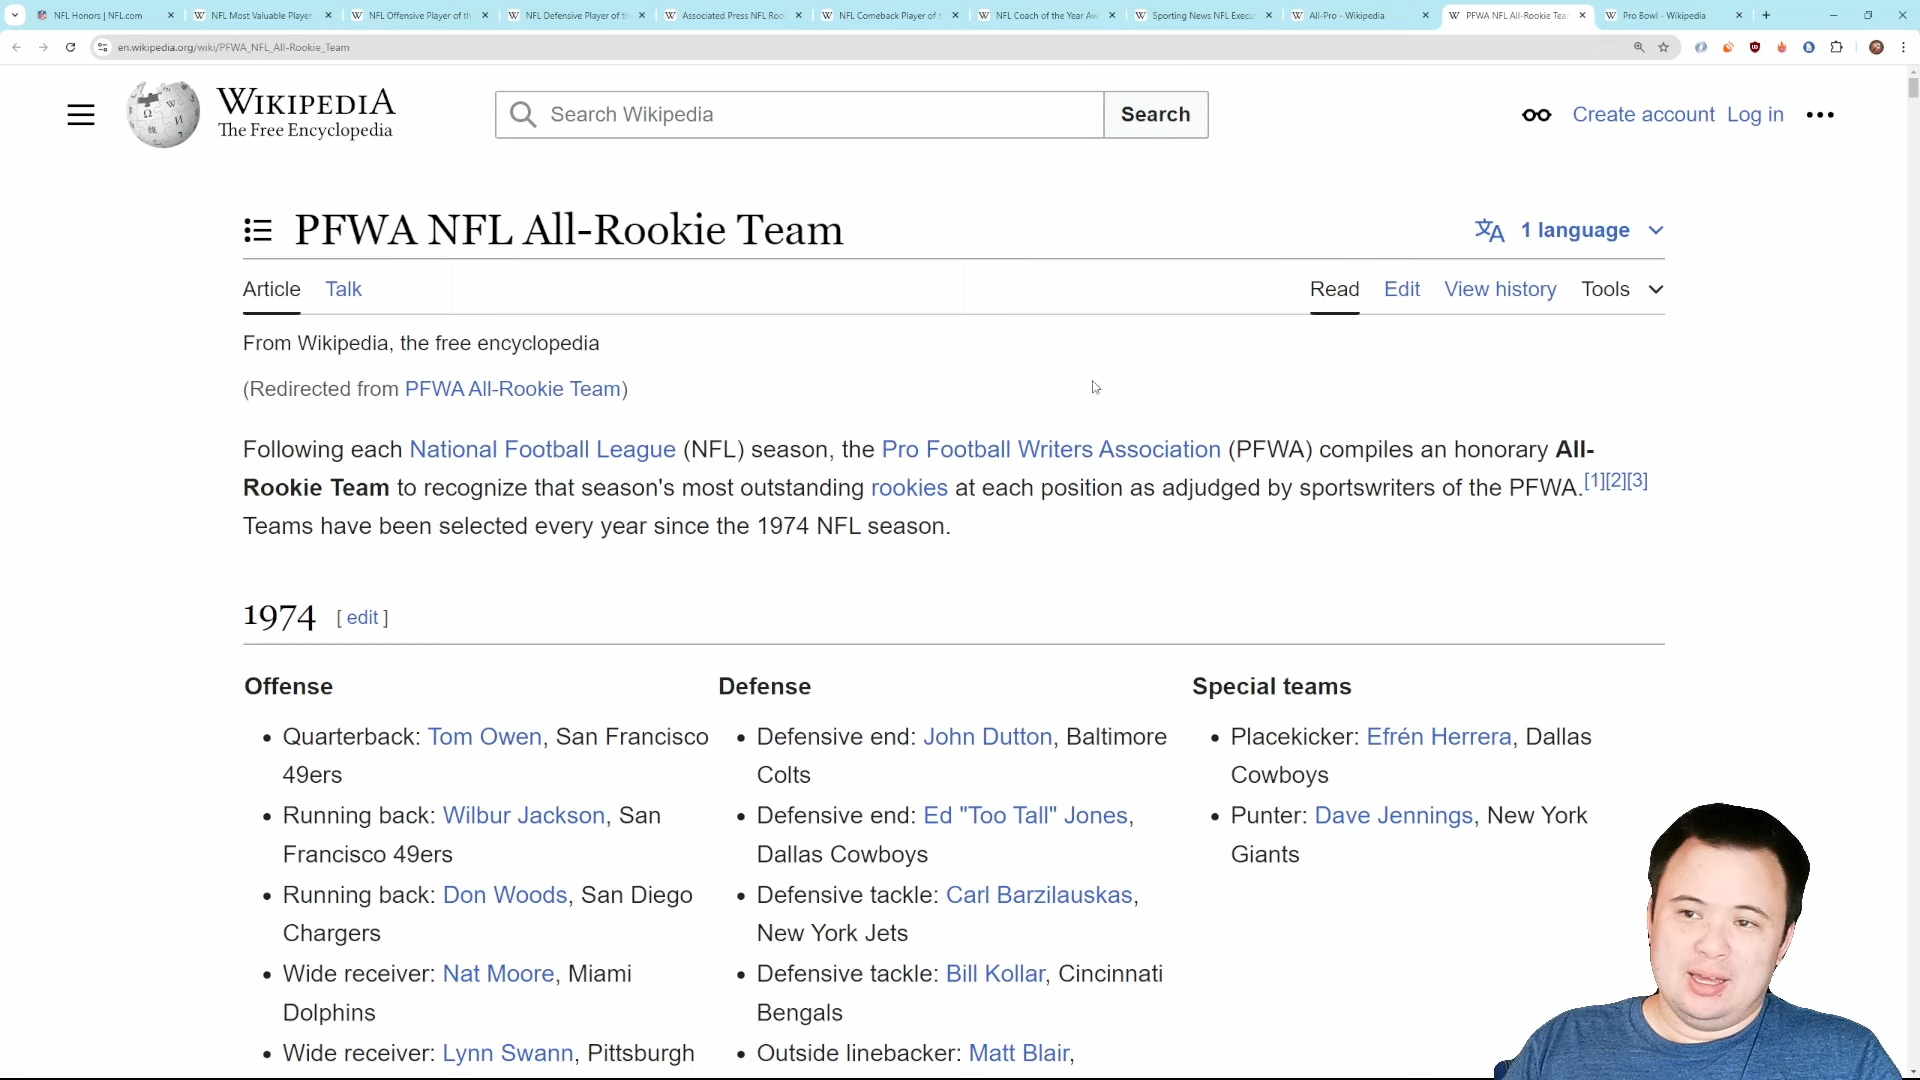 NFL Honors | NFL.com
NFL Most Valuable Player
NFL Offensive Player of th
NFL Defensive Player of th
Associated Press NFL Roo
NFL Comeback Player of t
NFL Coach of the Year Aw
Sporting News NFL Execu
All-Pro - Wikipedia
PFWA NFL All-Rookie Tea
Pro Bowl - Wikipedia
en.wikipedia.org/wiki/PFWA_NFL_All-Rookie_Team
WIKIPEDIA
The Free Encyclopedia
Search Wikipedia
Search
Create account Log in
PFWA NFL All-Rookie Team
1 language
Article Talk
Read Edit View history Tools
From Wikipedia, the free encyclopedia
(Redirected from PFWA All-Rookie Team)
Following each National Football League (NFL) season, the Pro Football Writers Association (PFWA) compiles an honorary All-
Rookie Team to recognize that season's most outstanding rookies at each position as adjudged by sportswriters of the PFWA.[1][2][3]
Teams have been selected every year since the 1974 NFL season.
1974 [ edit ]
Offense
• Quarterback: Tom Owen, San Francisco
49ers
• Running back: Wilbur Jackson, San
Francisco 49ers
• Running back: Don Woods, San Diego
Chargers
• Wide receiver: Nat Moore, Miami
Dolphins
• Wide receiver: Lynn Swann, Pittsburgh
Defense
• Defensive end: John Dutton, Baltimore
Colts
• Defensive end: Ed "Too Tall" Jones,
Dallas Cowboys
• Defensive tackle: Carl Barzilauskas,
New York Jets
• Defensive tackle: Bill Kollar, Cincinnati
Bengals
• Outside linebacker: Matt Blair,
Special teams
• Placekicker: Efrén Herrera, Dallas
Cowboys
• Punter: Dave Jennings, New York
Giants